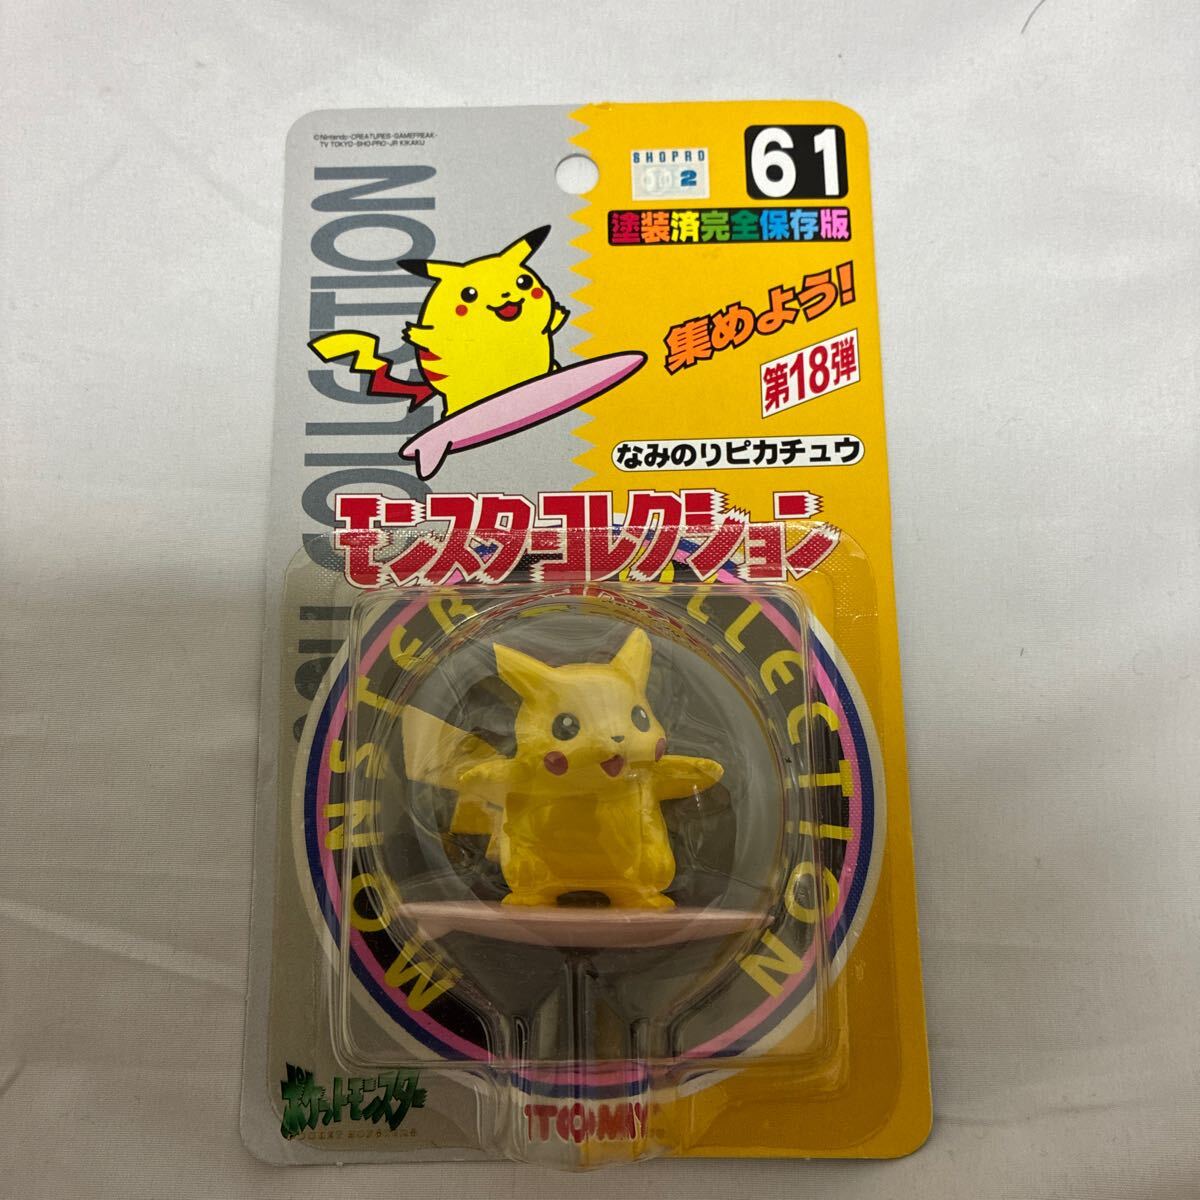 ©Nintendo・CREATURES・GAMEFREAK・
TV TOKYO・SHO-PRO・JR KIKAKU
SHOPRO
2
61
塗装済完全保存版
集めよう!
第18弾
なみのりピカチュウ
モンスターコレクション
COLLECTION
MONSTER COLLECTION
ポケットモンスター
POCKET MONSTERS
TOMY